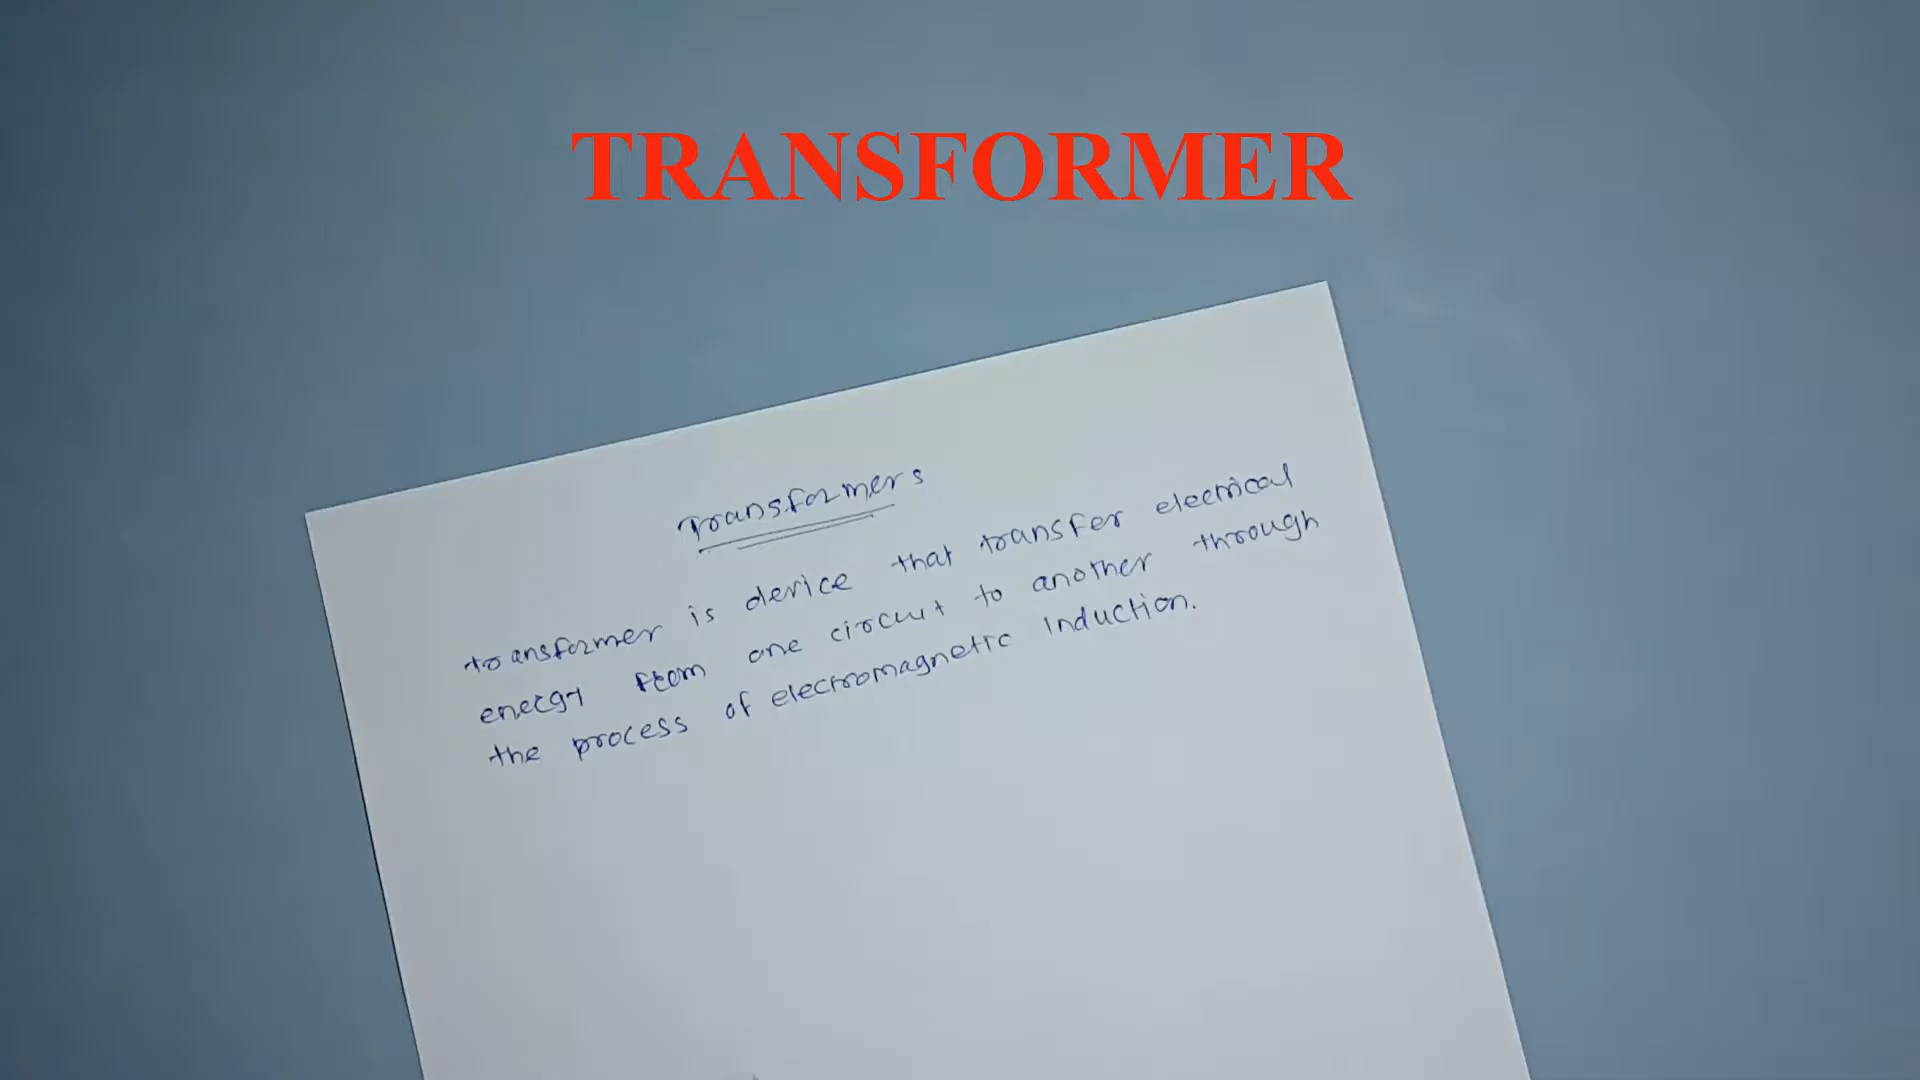 TRANSFORMER
Transformers
transformer is device that transfer electrical
energy from one circuit to another through
the process of electromagnetic Induction.